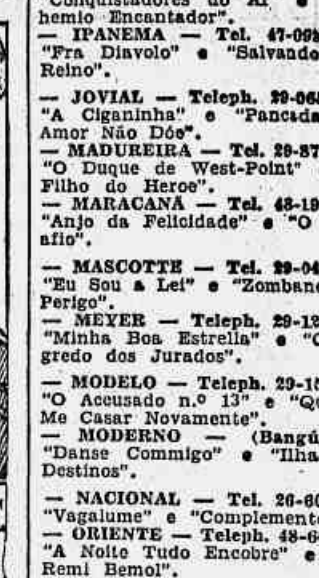 "Conquistadores do Ar" e
hemio Encantador".
— IPANEMA — Tel. 47-09
"Fra Diavolo" e "Salvando
Reino".
— JOVIAL — Teleph. 29-06
"A Ciganinha" e "Pancada
Amor Não Dóe".
— MADUREIRA — Tel. 29-87
"O Duque de West-Point"
Filho do Heroe".
— MARACANÃ — Tel. 48-19
"Anjo da Felicidade" e "O
afio".
— MASCOTTE — Tel. 29-04
"Eu Sou a Lei" e "Zomband
Perigo".
— MEYER — Teleph. 29-12
"Minha Boa Estrella" e "O
gredo dos Jurados".
— MODELO — Teleph. 29-15
"O Accusado n.º 13" e "Qu
Me Casar Novamente".
— MODERNO — (Bangú
"Danse Commigo" e "Ilha
Destinos".
— NACIONAL — Tel. 26-60
"Vagalume" e "Complemento
— ORIENTE — Teleph. 48-6
"A Noite Tudo Encobre" e
Remi Bemol".